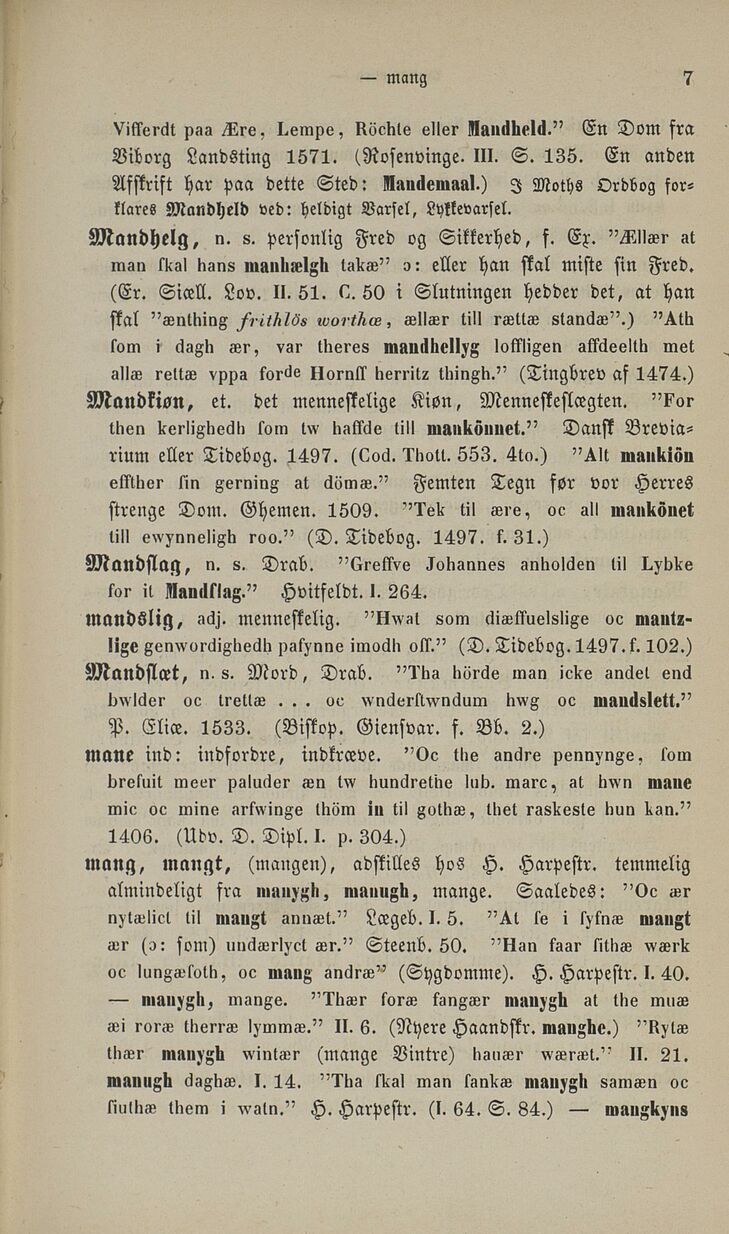 — mang 7
Visserdt paa Ære, Lempe, Röchte eller Mandheld.” En Dom fra
Viborg Landsting 1571. (Rosenvinge. III. S. 135. En anden
Afskrift har paa dette Sted: Mandemaal.) I Moths Ordbog for-
klares Mandheld ved: heldigt Varsel, Lykkevarsel.
Mandhelg, n. s. personlig Fred og Sikkerhed, f. Ex. ”Ællær at
man skal hans manhælgh takæ” ɔ: eller han skal miste sin Fred.
(Er. Siæll. Lov. II. 51. C. 50 i Slutningen hedder det, at han
skal ”ænthing frithlös worthæ, ællær till rættæ standæ”.) ”Ath
som i dagh ær, var theres mandhellyg loffligen affdeelth met
allæ rettæ vppa forde Hornff herritz thingh.” (Tingbrev af 1474.)
Mandkiøn, et. det menneskelige Kiøn, Menneskeslægten. ”For
then kerlighedh som tw haffde till mankönnet.” Dansk Brevia-
rium eller Tidebog. 1497. (Cod. Thott. 553. 4to.) ”Alt mankiön
effther sin gerning at dömæ.” Femten Tegn før vor Herres
strenge Dom. Ghemen. 1509. ”Tek til ære, oc all mankönet
till ewynneligh roo.” (D. Tidebog. 1497. f. 31.)
Mandslag, n. s. Drab. ”Greffve Johannes anholden til Lybke
for it Mandslag.” Hvitfeldt. I. 264.
mandslig, adj. menneskelig. ”Hwat som diæffuelslige oc mantz-
lige genwordighedh pasynne imodh off.” (D. Tidebog. 1497. f. 102.)
Mandslæt, n. s. Mord, Drab. ”Tha hörde man icke andet end
bwlder oc trettæ . . . oc wnderstwndum hwg oc mandslett.”
P. Eliæ. 1533. (Biskop. Giensvar. f. Bb. 2.)
mane ind: indfordre, indkræve. ”Oc the andre pennynge, som
brefuit meer paluder æn tw hundrethe lub. marc, at hwn mane
mic oc mine arfwinge thöm in til gothæ, thet raskeste hun kan.”
1406. (Udv. D. Dipl. I. p. 304.)
mang, mangt, (mangen), adskilles hos H. Harpestr. temmelig
almindeligt fra manygh, manugh, mange. Saaledes: ”Oc ær
nytælict til mangt annæt.” Lægeb. I. 5. ”At se i syfnæ mangt
ær (ɔ: som) undærlyct ær.” Steenb. 50. ”Han faar sithæ wærk
oc lungæsoth, oc mang andræ” (Sygdomme). H. Harpestr. I. 40.
— manygh, mange. ”Thær foræ fangær manygh at the muæ
æi roræ therræ lymmæ.” II. 6. (Nyere Haandskr. manghe.) ”Rytæ
thær manygh wintær (mange Vintre) hauær wæræt.” II. 21.
manugh daghæ. I. 14. ”Tha skal man sankæ manygh samæn oc
siuthæ them i watn.” H. Harpestr. (I. 64. S. 84.) — mangkyns